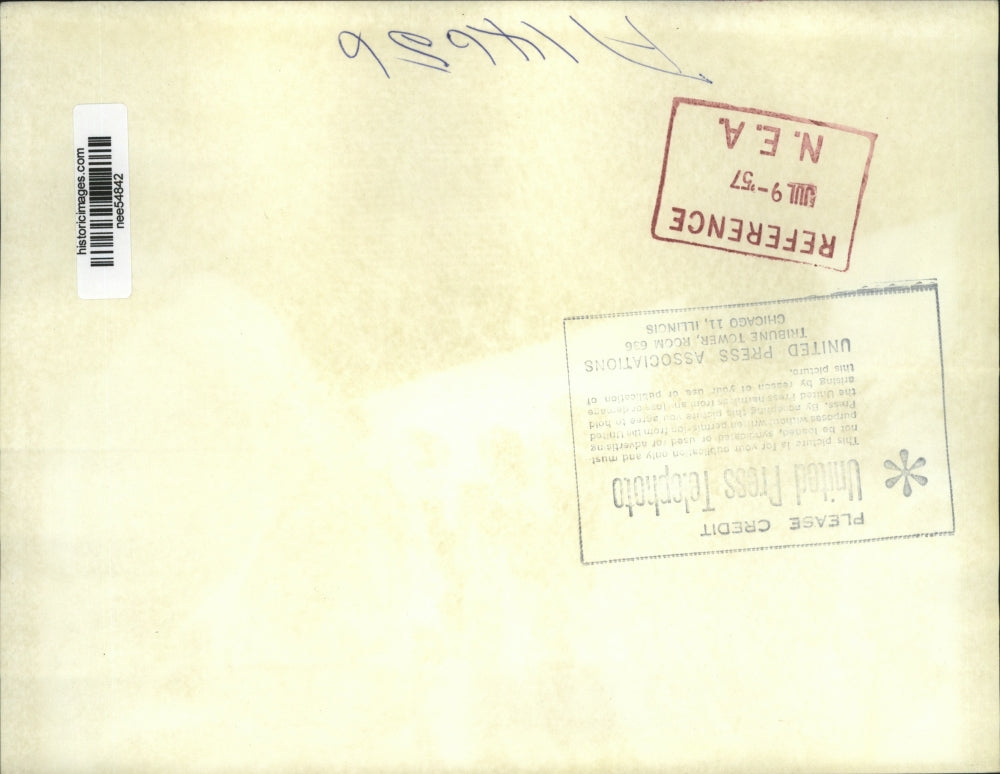 PLEASE CREDIT
United Press Telephoto
This picture is for your publication only and must
not be loaned, syndicated or used for advertising
purposes without written permission from the United
Press. By accepting this picture you agree to hold
the United Press harmless from any loss or damage
arising by reason of your use or publication of
this picture.
UNITED PRESS ASSOCIATIONS
TRIBUNE TOWER, ROOM 636
CHICAGO 11, ILLINOIS
REFERENCE
JUL 9-'57
N.E.A.
A14656
historicimages.com
nee54842